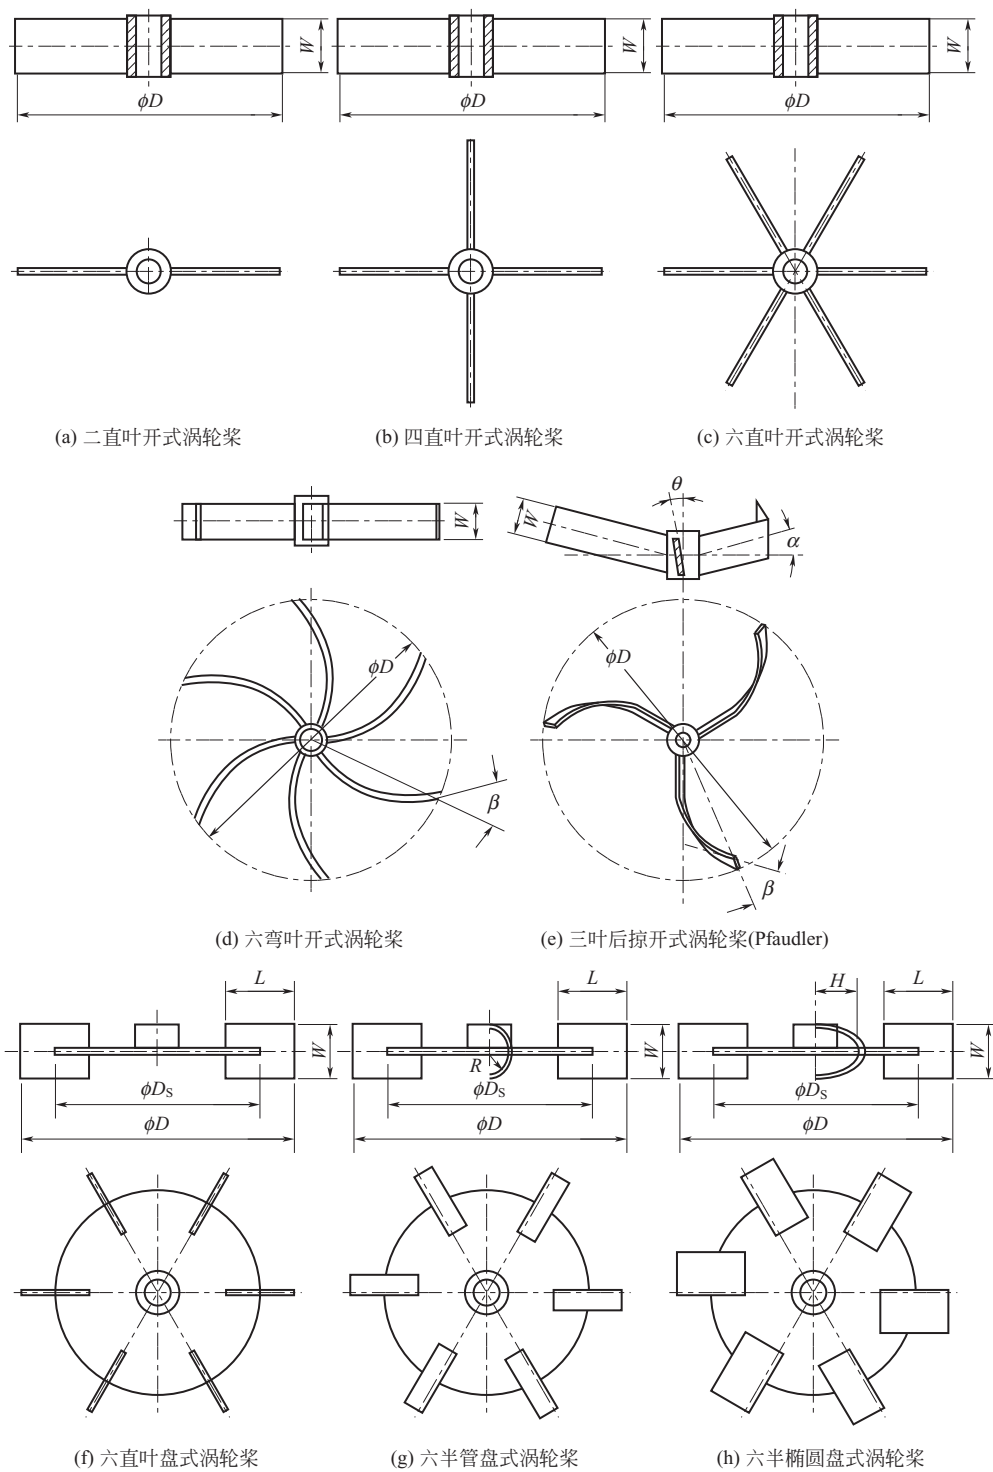 W W W
ϕD ϕD ϕD
(a) 二直叶开式涡轮桨 (b) 四直叶开式涡轮桨 (c) 六直叶开式涡轮桨
θ
W W α
ϕD ϕD
β β
(d) 六弯叶开式涡轮桨 (e) 三叶后掠开式涡轮桨(Pfaudler)
L L H L
W R W W
ϕDS ϕDS ϕDS
ϕD ϕD ϕD
(f) 六直叶盘式涡轮桨 (g) 六半管盘式涡轮桨 (h) 六半椭圆盘式涡轮桨